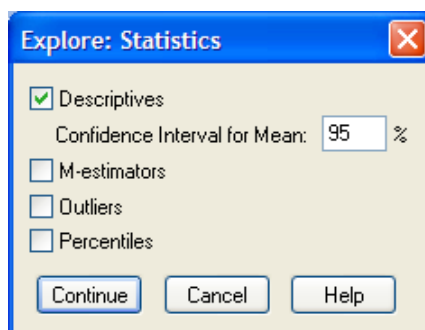 Explore: Statistics
Descriptives
Confidence Interval for Mean: 95 %
M-estimators
Outliers
Percentiles
Continue Cancel Help